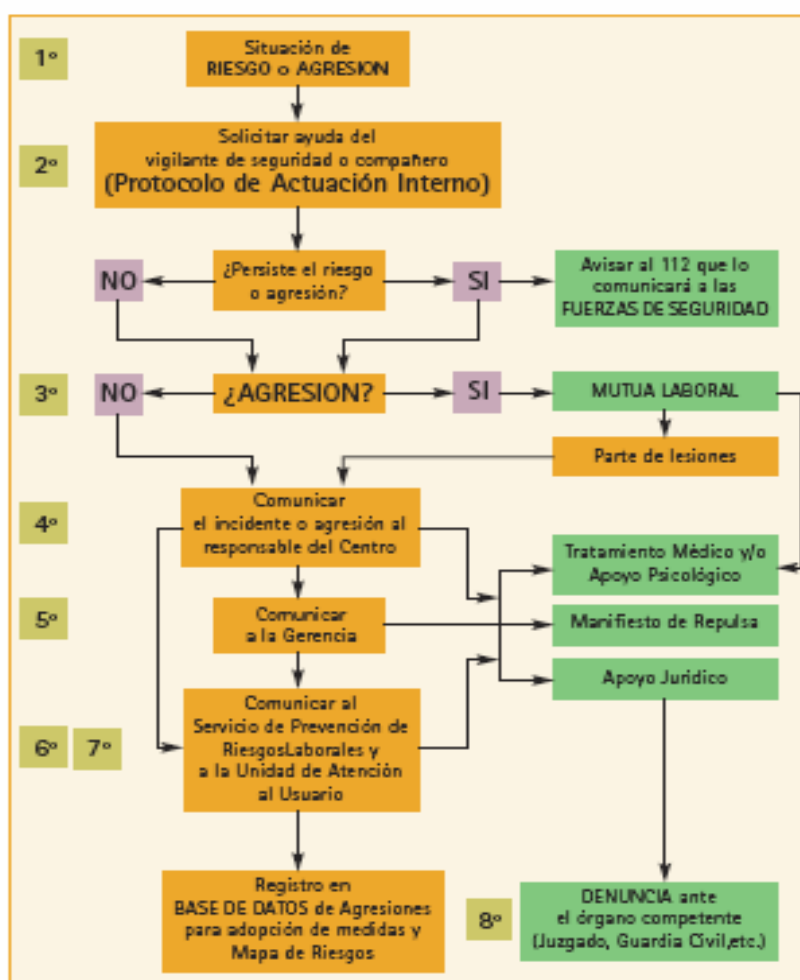 1º
Situación de
RIESGO o AGRESION
2º
Solicitar ayuda del
vigilante de seguridad o compañero
(Protocolo de Actuación Interno)
NO
¿Persiste el riesgo
o agresión?
SI
Avisar al 112 que lo
comunicará a las
FUERZAS DE SEGURIDAD
3º
NO
¿AGRESION?
SI
MUTUA LABORAL
Parte de lesiones
4º
Comunicar
el incidente o agresión al
responsable del Centro
Tratamiento Médico y/o
Apoyo Psicológico
5º
Comunicar
a la Gerencia
Manifiesto de Repulsa
Apoyo Jurídico
6º
7º
Comunicar al
Servicio de Prevención de
RiesgosLaborales y
a la Unidad de Atención
al Usuario
Registro en
BASE DE DATOS de Agresiones
para adopción de medidas y
Mapa de Riesgos
8º
DENUNCIA ante
el órgano competente
(Juzgado, Guardia Civil,etc.)